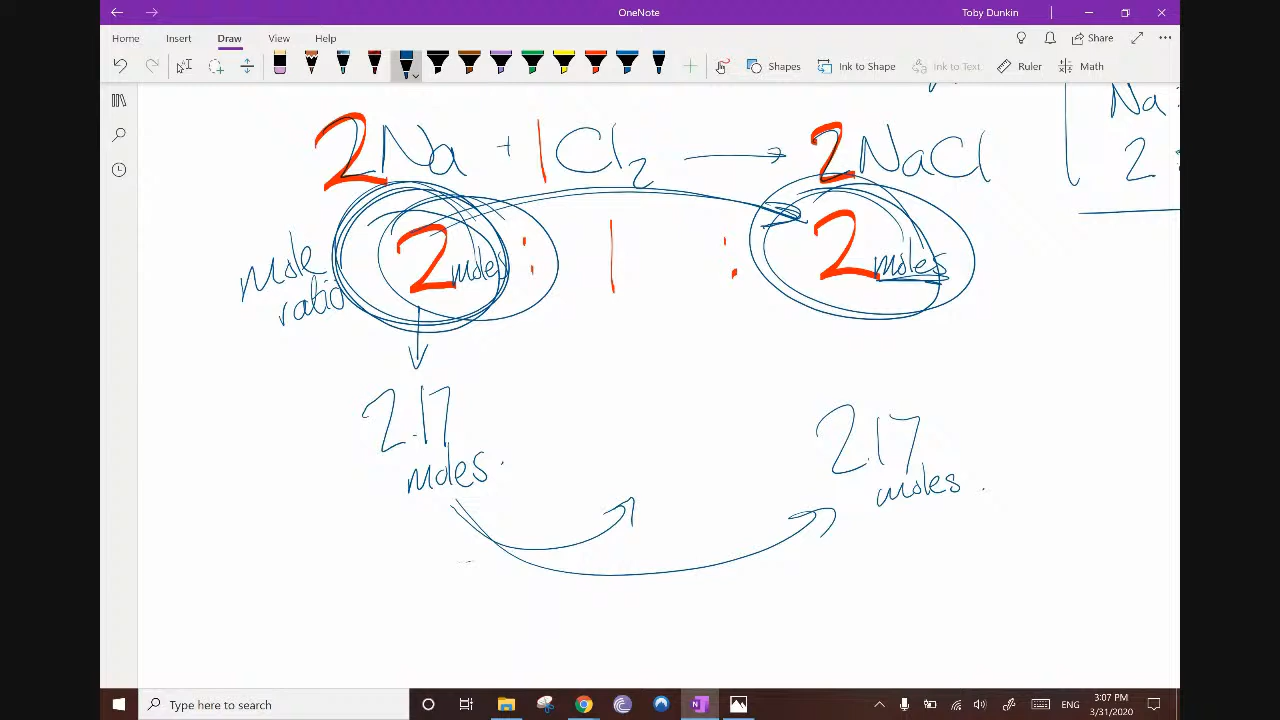 OneNote
Toby Dunkin
Home Insert Draw View Help
Share
Shapes Ink to Shape Ink to Text Ruler Math
2Na + 1Cl₂ → 2NaCl
Na :
2 :
2 moles : 1 : 2 moles
mole
ratio
2.17
moles.
2.17
moles.
Type here to search
ENG
3:07 PM
3/31/2020